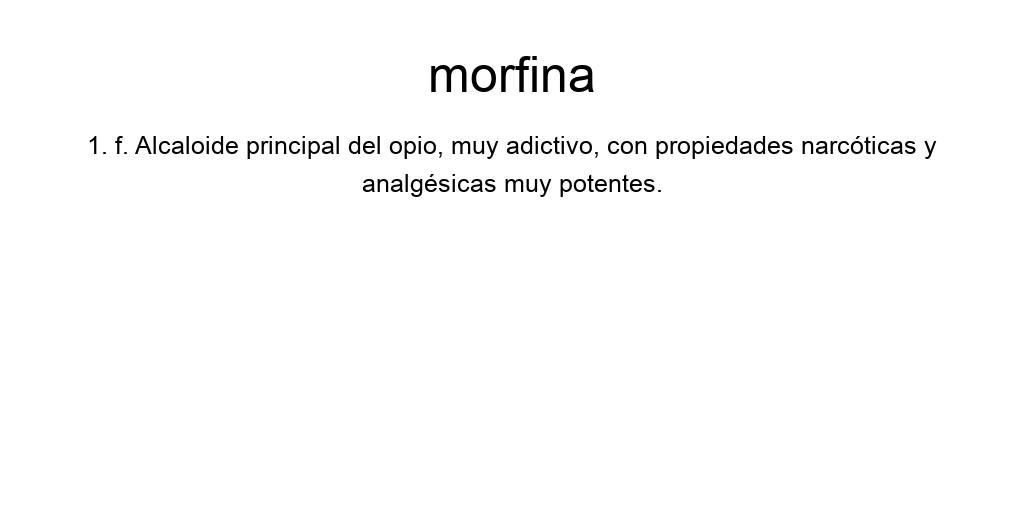 morfina
1. f. Alcaloide principal del opio, muy adictivo, con propiedades narcóticas y
analgésicas muy potentes.